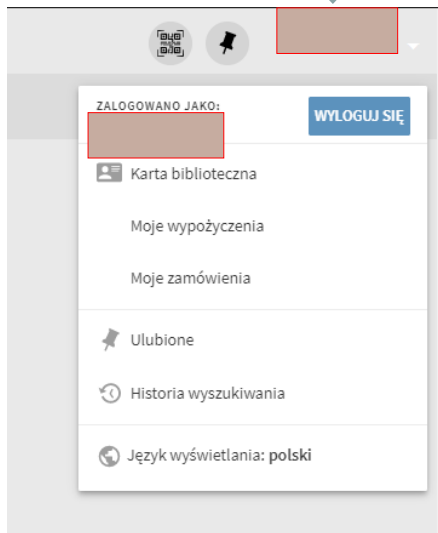 ZALOGOWANO JAKO:
WYLOGUJ SIĘ
Karta biblioteczna
Moje wypożyczenia
Moje zamówienia
Ulubione
Historia wyszukiwania
Język wyświetlania: polski